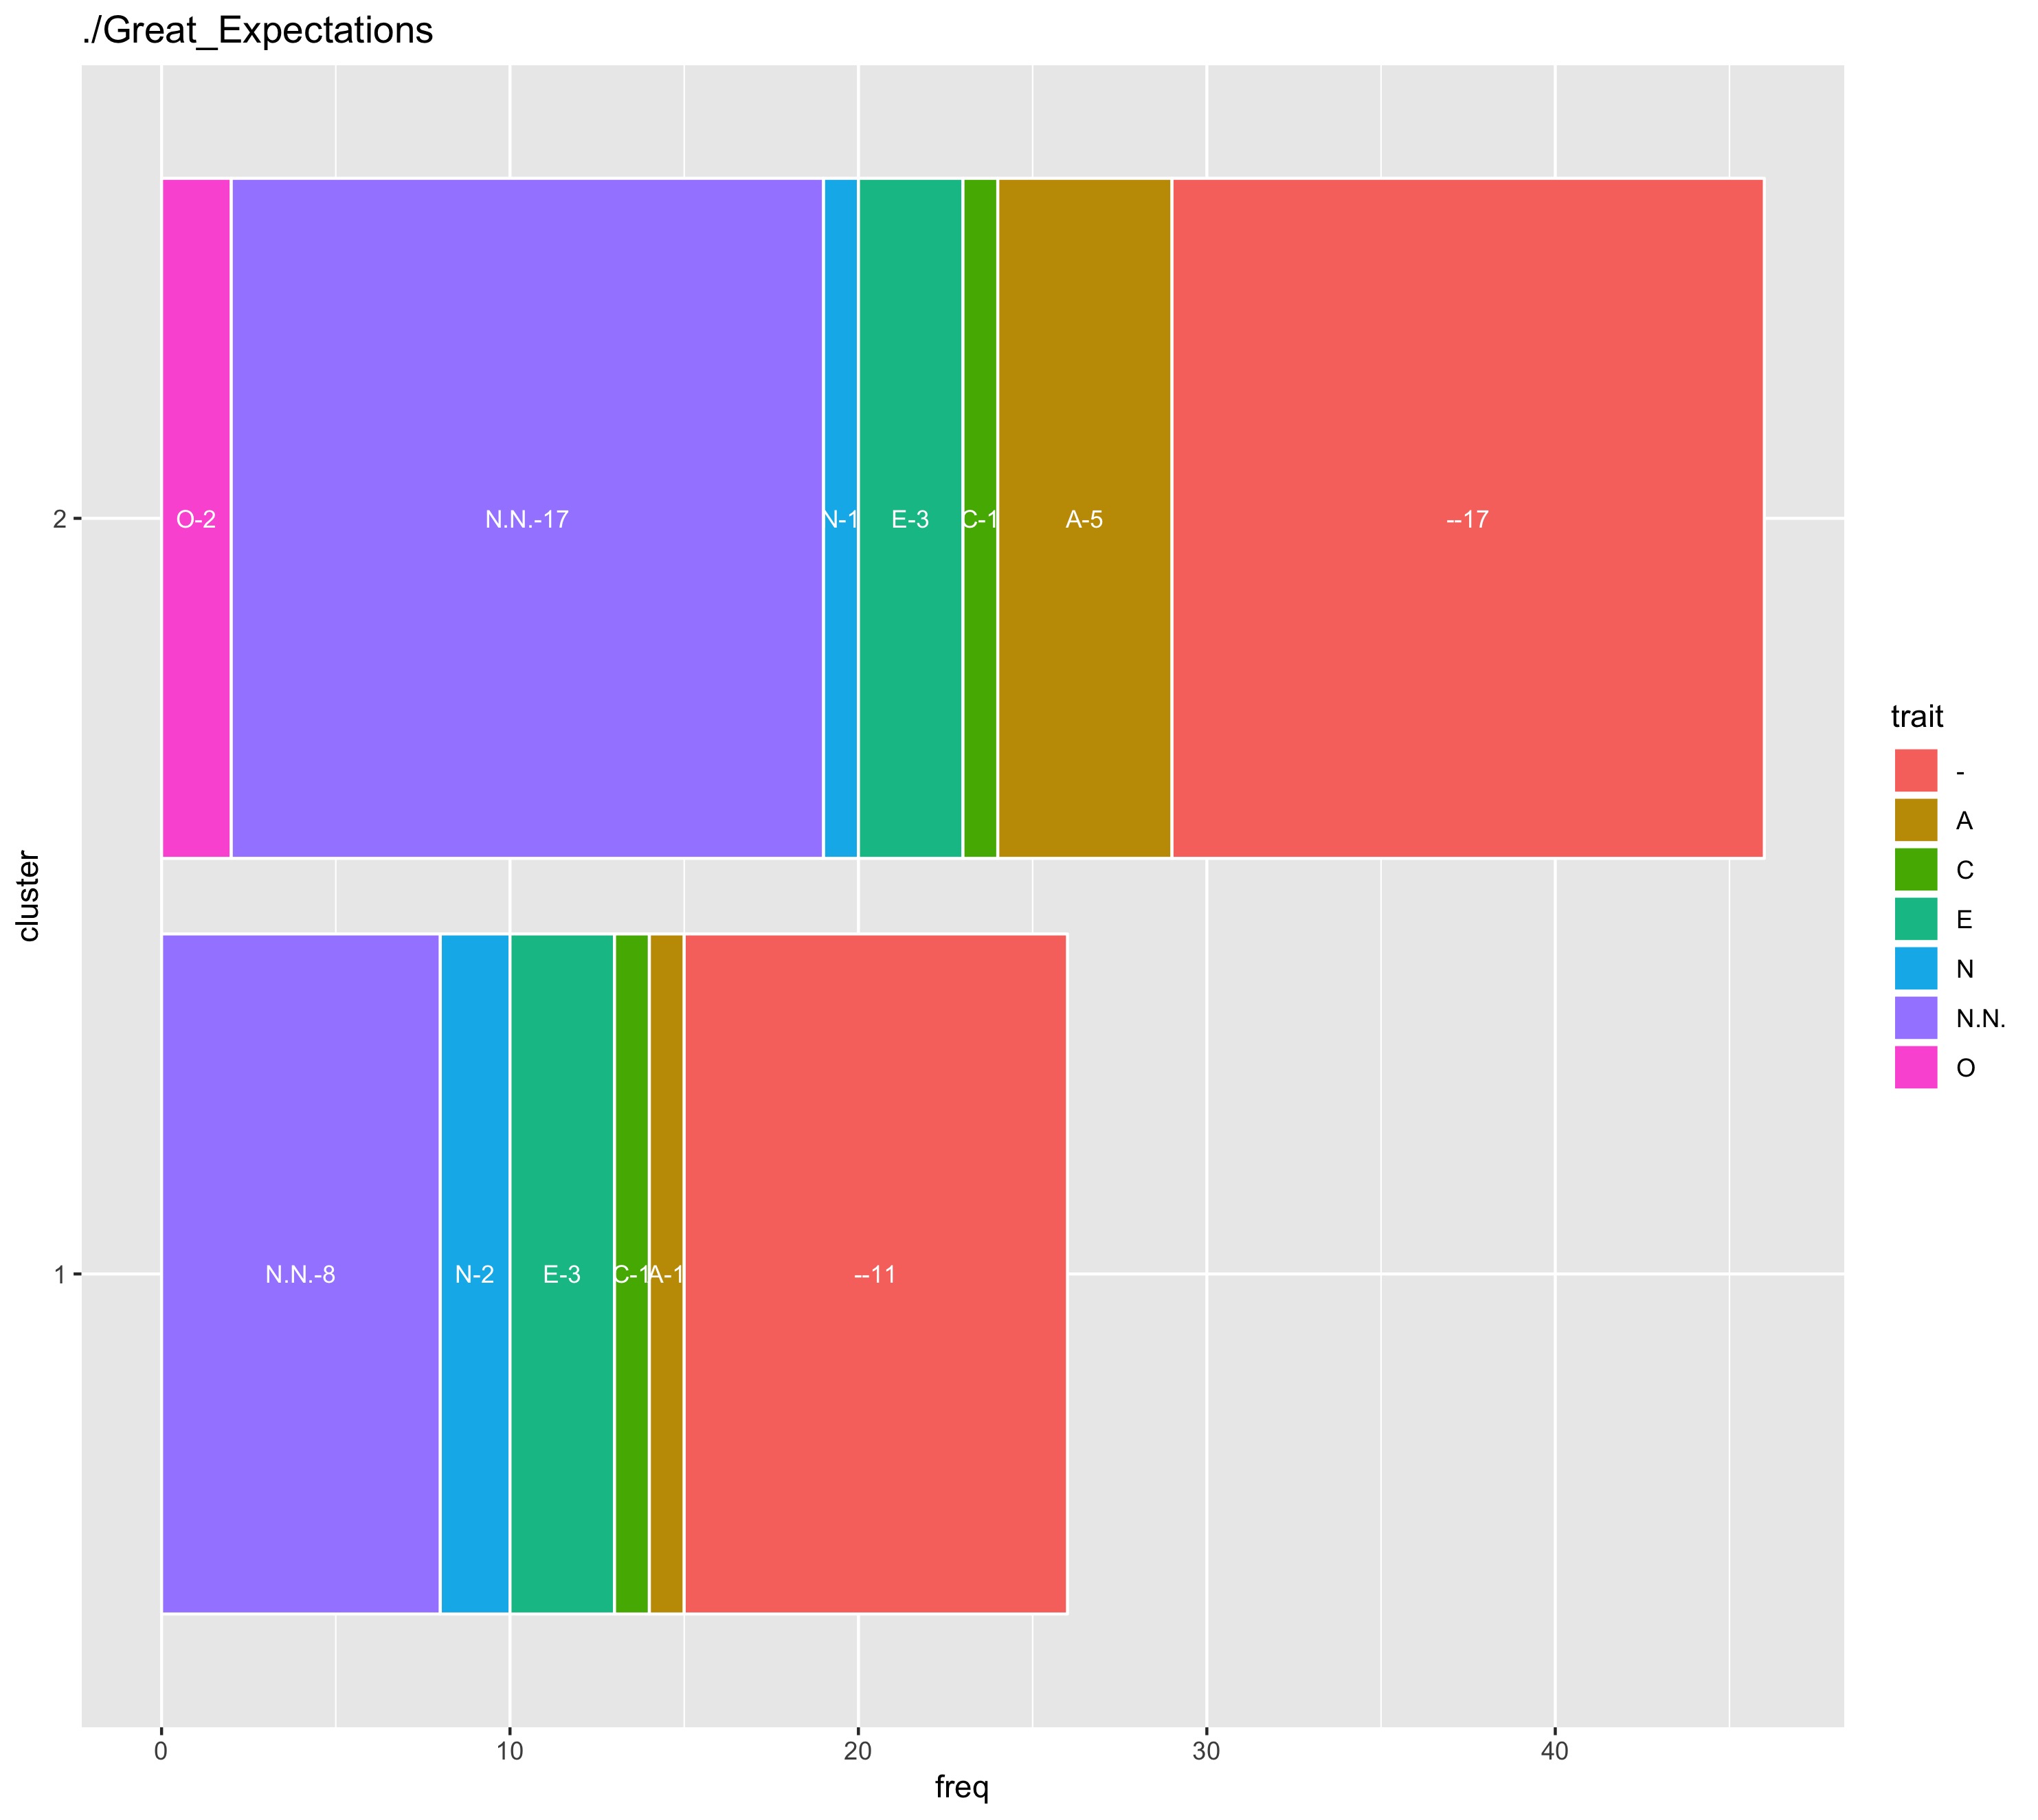 ./Great_Expectations
2
O-2
N.N.-17
N-1
E-3
C-1
A-5
--17
1
N.N.-8
N-2
E-3
C-1
A-1
--11
cluster
0 10 20 30 40
freq
trait
-
A
C
E
N
N.N.
O